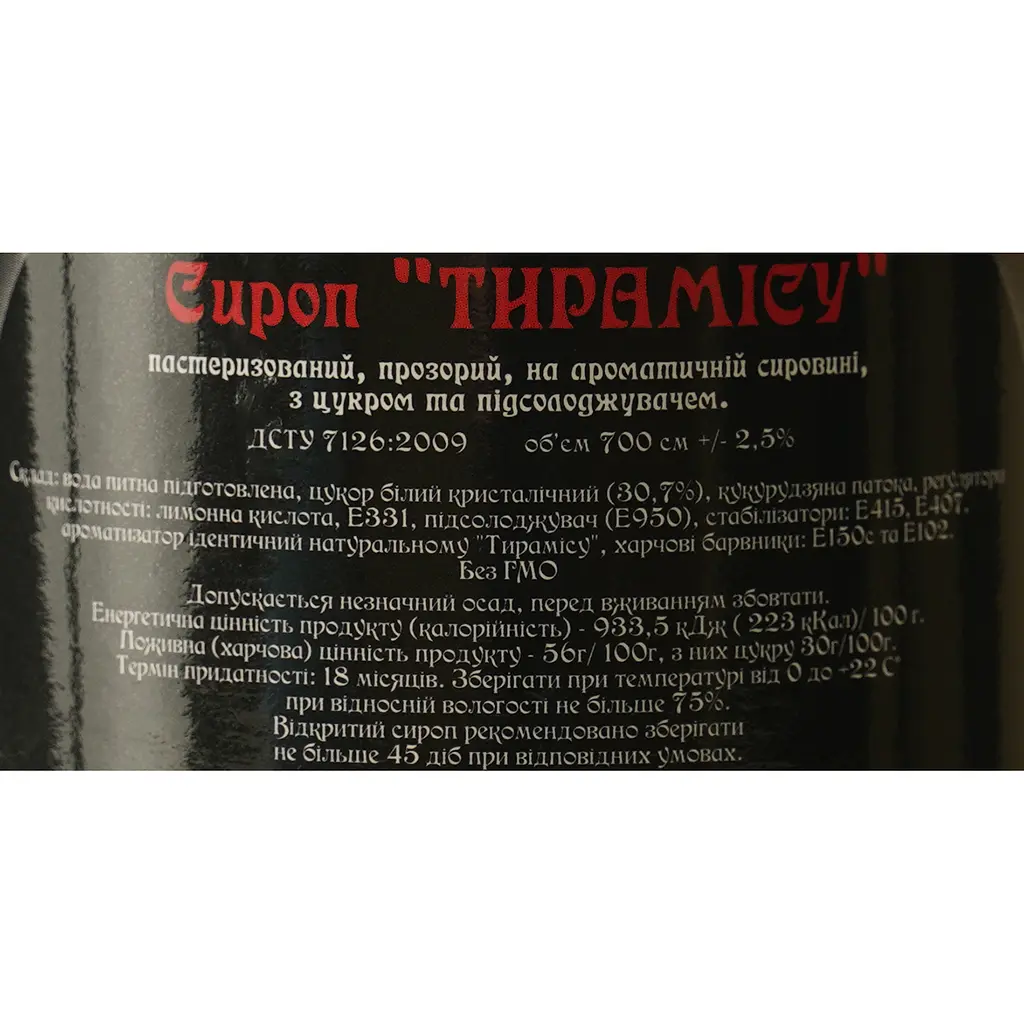 Сироп "ТИРАМІСУ"
пастеризований, прозорий, на ароматичній сировині,
з цукром та підсолоджувачем.
ДСТУ 7126:2009 об'єм 700 см +/- 2,5%
Склад: вода питна підготовлена, цукор білий кристалічний (30,7%), кукурудзяна патока, регулятори
кислотності: лимонна кислота, Е331, підсолоджувач (Е950), стабілізатори: Е415, Е407,
ароматизатор ідентичний натуральному "Тирамісу", харчові барвники: Е150с та Е102.
Без ГМО
Допускається незначний осад, перед вживанням збовтати.
Енергетична цінність продукту (калорійність) - 933,5 кДж ( 223 кКал)/ 100 г.
Поживна (харчова) цінність продукту - 56г/ 100г, з них цукру 30г/100г.
Термін придатності: 18 місяців. Зберігати при температурі від 0 до +22 С°
при відносній вологості не більше 75%.
Відкритий сироп рекомендовано зберігати
не більше 45 діб при відповідних умовах.